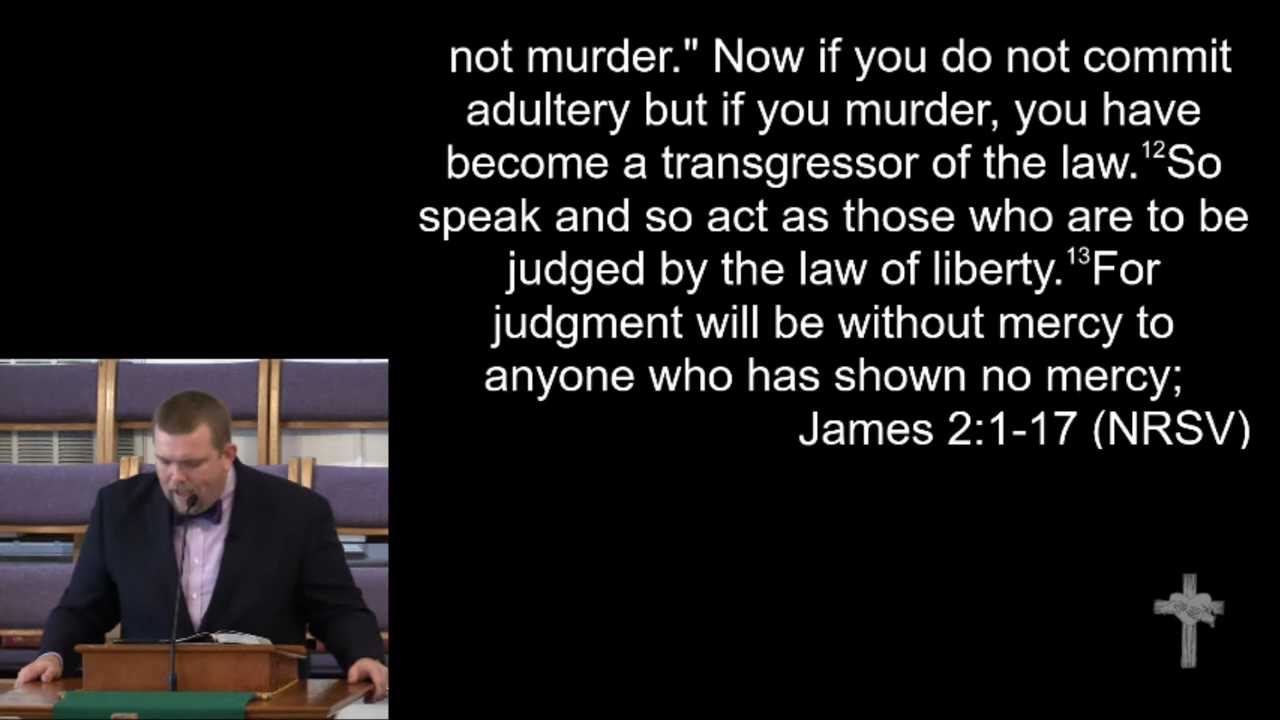 not murder." Now if you do not commit
adultery but if you murder, you have
become a transgressor of the law.¹²So
speak and so act as those who are to be
judged by the law of liberty.¹³For
judgment will be without mercy to
anyone who has shown no mercy;
James 2:1-17 (NRSV)